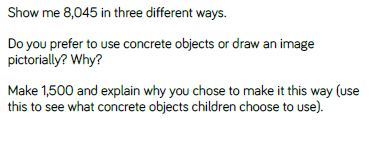 Show me 8,045 in three different ways.
Do you prefer to use concrete objects or draw an image
pictorially? Why?
Make 1,500 and explain why you chose to make it this way (use
this to see what concrete objects children choose to use).